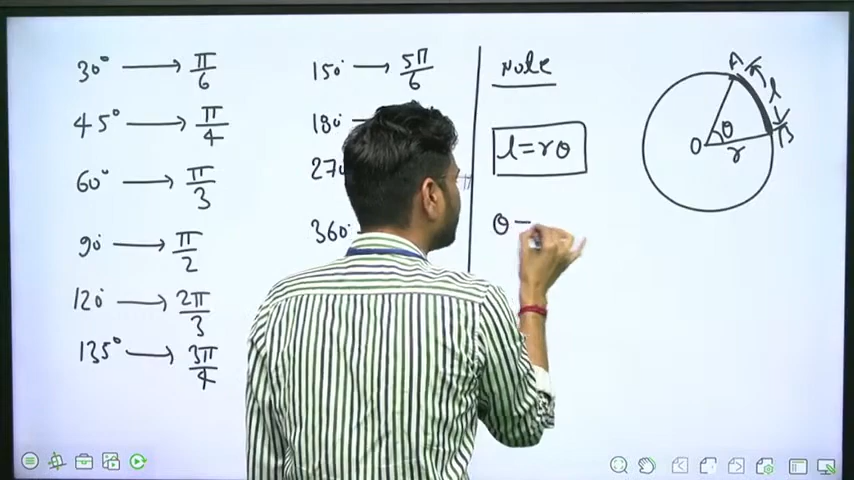 30° → π/6
45° → π/4
60° → π/3
90° → π/2
120° → 2π/3
135° → 3π/4
150° → 5π/6
180°
270°
360°
Note
l = rθ
θ –
A
l
B
O
θ
r